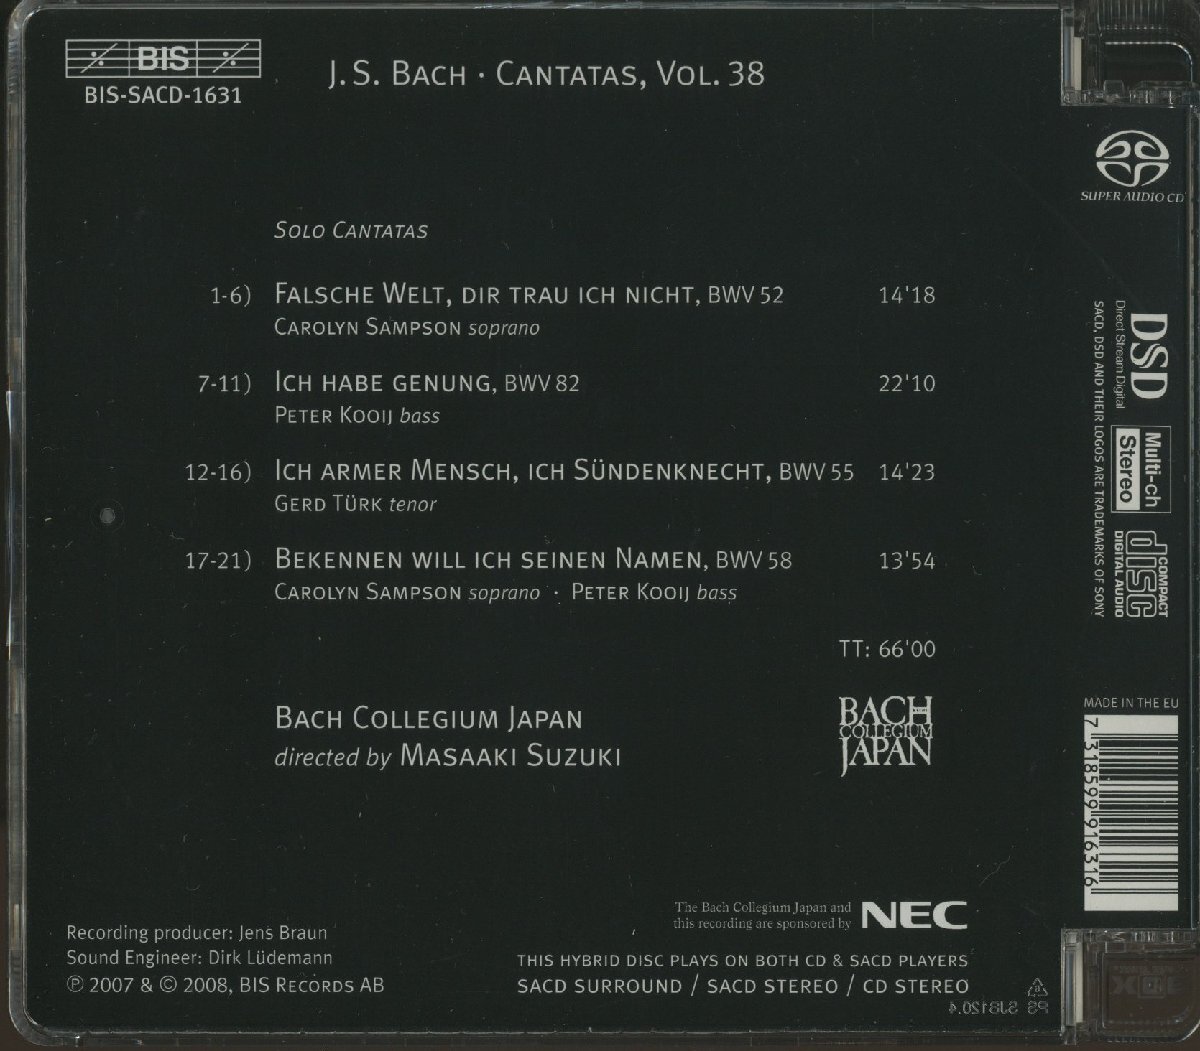 BIS
BIS-SACD-1631
J. S. BACH · CANTATAS, VOL. 38
SOLO CANTATAS
1-6) FALSCHE WELT, DIR TRAU ICH NICHT, BWV 52 14'18
CAROLYN SAMPSON soprano
7-11) ICH HABE GENUNG, BWV 82 22'10
PETER KOOIJ bass
12-16) ICH ARMER MENSCH, ICH SÜNDENKNECHT, BWV 55 14'23
GERD TÜRK tenor
17-21) BEKENNEN WILL ICH SEINEN NAMEN, BWV 58 13'54
CAROLYN SAMPSON soprano · PETER KOOIJ bass
TT: 66'00
BACH COLLEGIUM JAPAN
directed by MASAAKI SUZUKI
BACH
COLLEGIUM
JAPAN
The Bach Collegium Japan and
this recording are sponsored by NEC
Recording producer: Jens Braun
Sound Engineer: Dirk Lüdemann
℗ 2007 & © 2008, BIS RECORDS AB
THIS HYBRID DISC PLAYS ON BOTH CD & SACD PLAYERS
SACD SURROUND / SACD STEREO / CD STEREO
PS SJB120.4
SUPER AUDIO CD
DSD
Direct Stream Digital
SACD, DSD AND THEIR LOGOS ARE TRADEMARKS OF SONY
Multi-ch
Stereo
COMPACT
disc
DIGITAL AUDIO
MADE IN THE EU
7 318599 916316